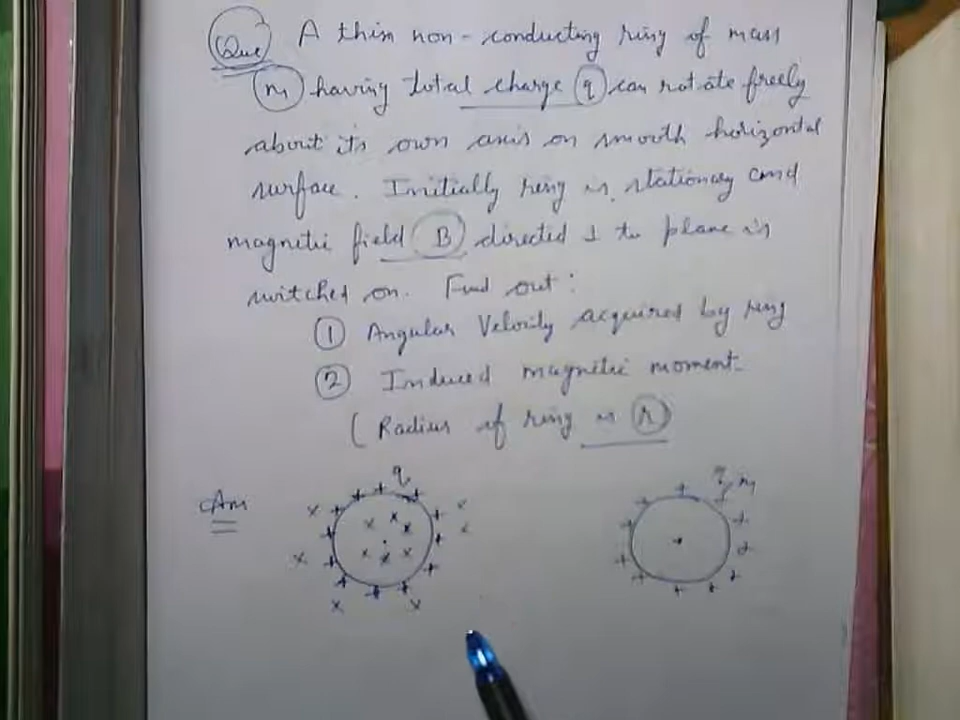 Que A thin non-conducting ring of mass
m having total charge q can rotate freely
about its own axis on smooth horizontal
surface. Initially ring is stationary and
magnetic field B directed ⊥ to plane is
switched on. Find out:
① Angular Velocity acquired by ring
② Induced magnetic moment.
(Radius of ring is r)
Ans
q
q, m